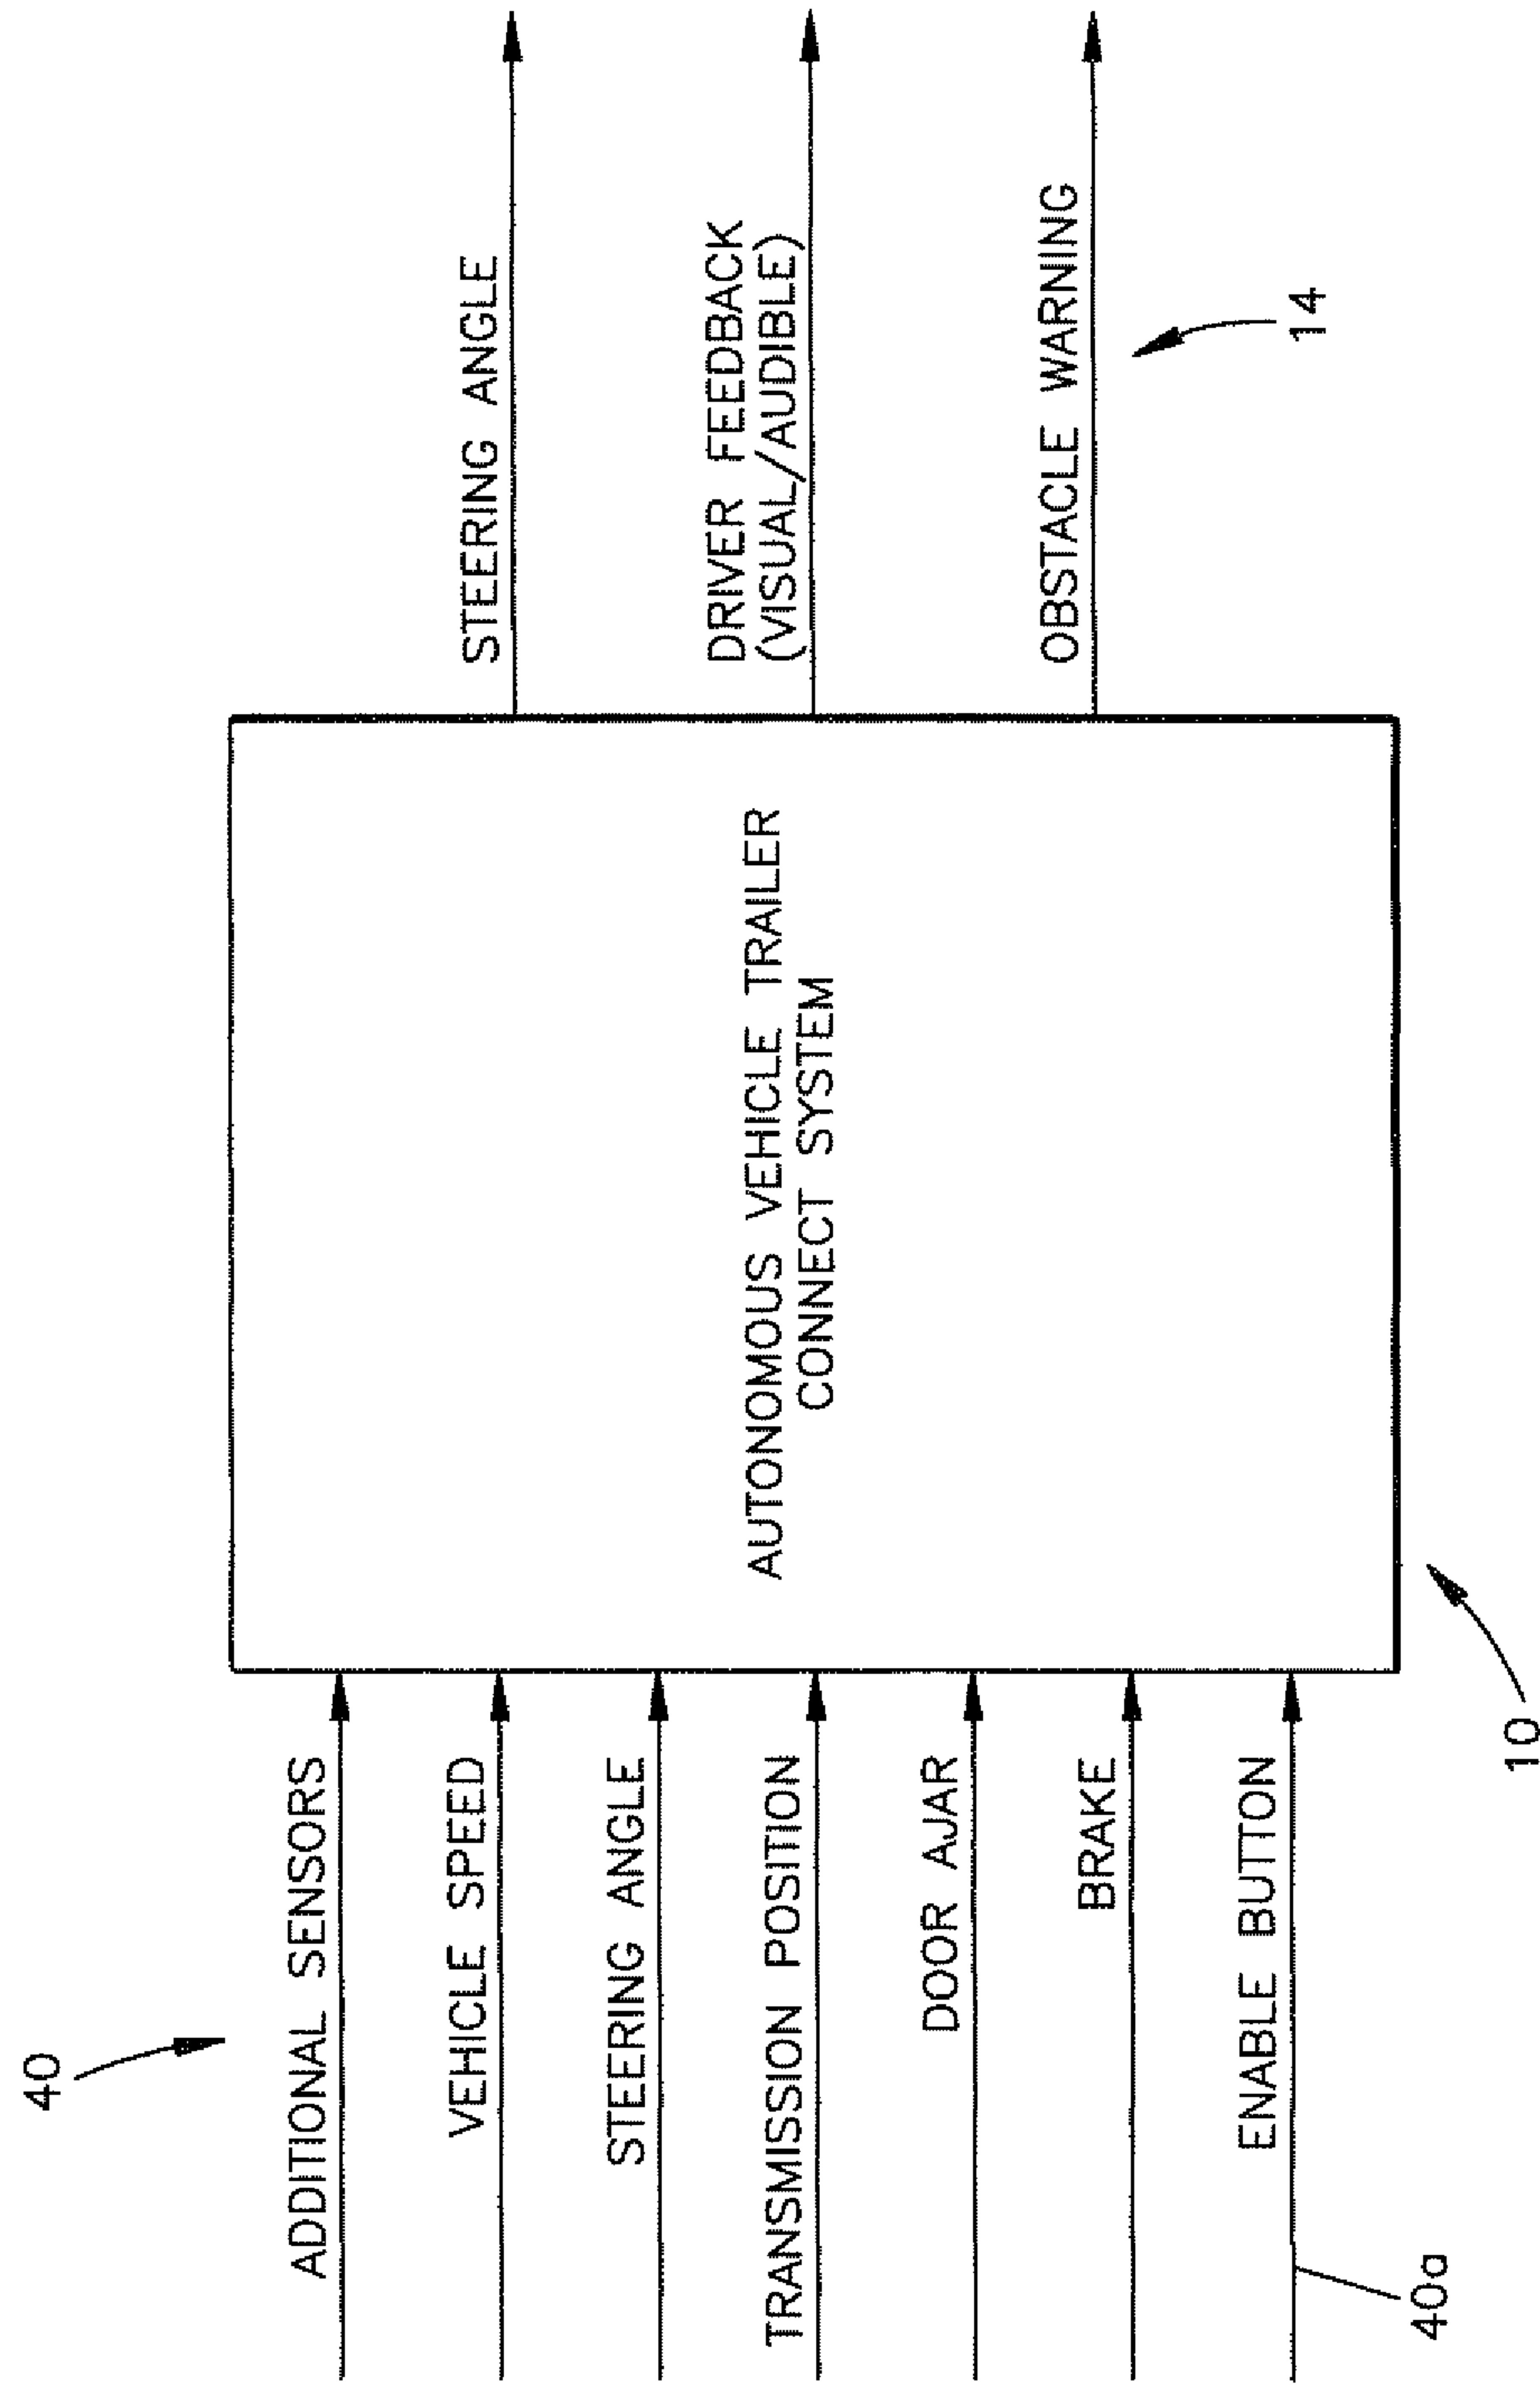 40
ADDITIONAL SENSORS
VEHICLE SPEED
STEERING ANGLE
TRANSMISSION POSITION
DOOR AJAR
BRAKE
ENABLE BUTTON
40a
AUTONOMOUS VEHICLE TRAILER
CONNECT SYSTEM
10
STEERING ANGLE
DRIVER FEEDBACK
(VISUAL/AUDIBLE)
OBSTACLE WARNING
14